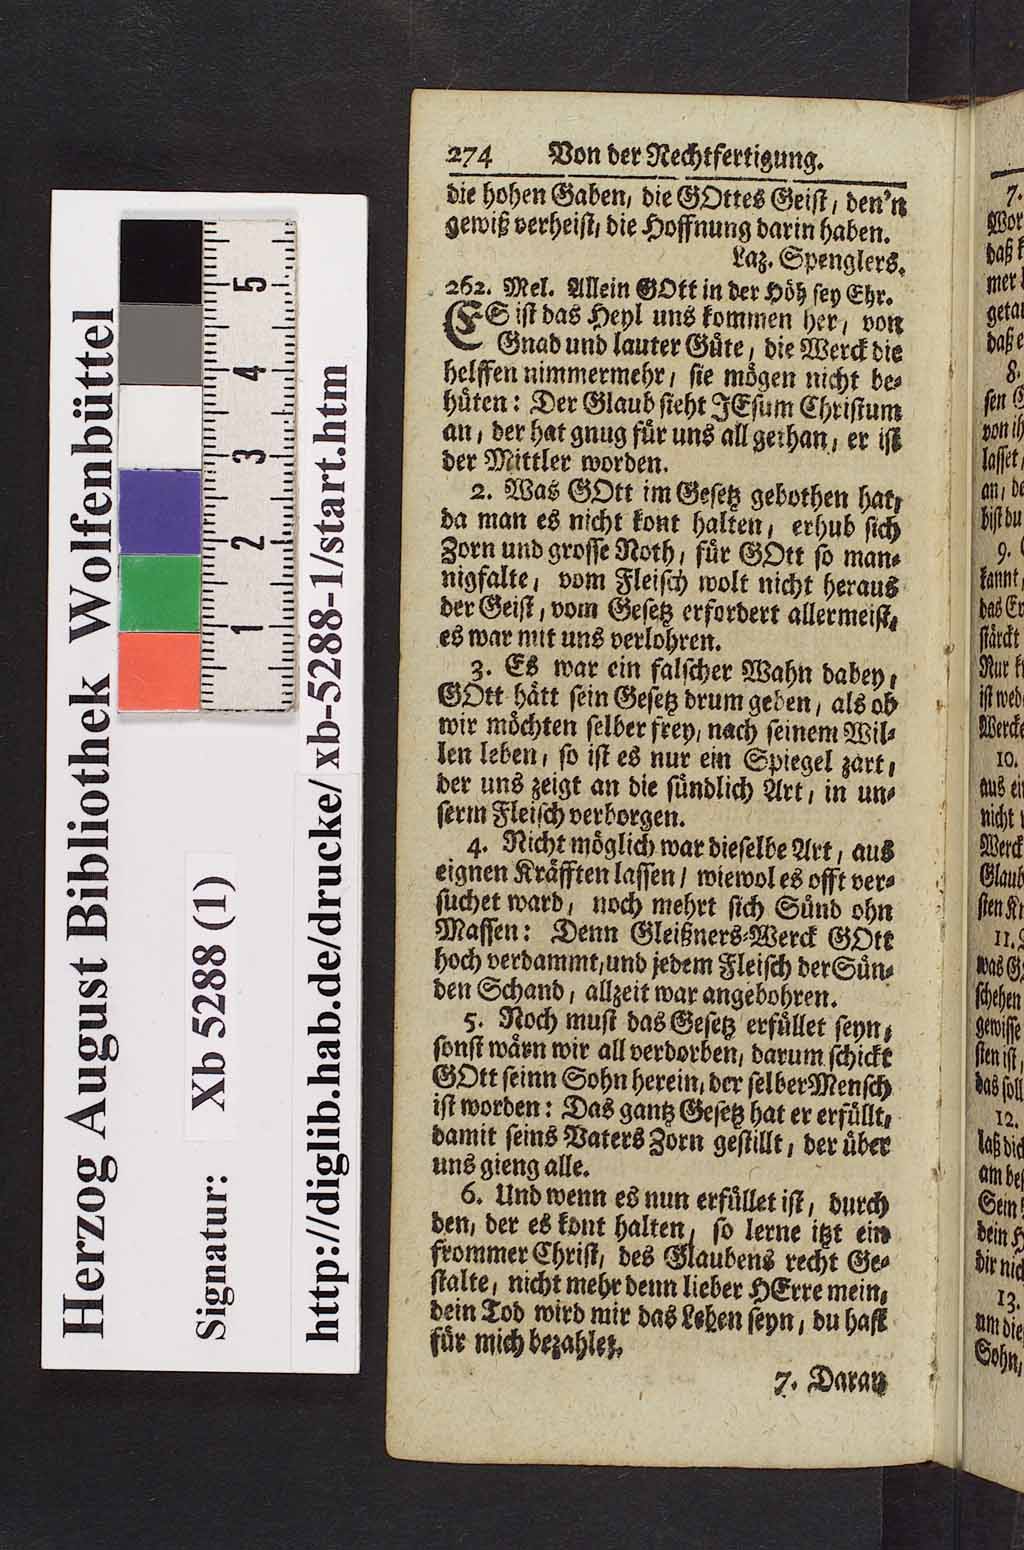 Herzog August Bibliothek Wolfenbüttel
Signatur: Xb 5288 (1)
http://diglib.hab.de/drucke/xb-5288-1/start.htm
1 2 3 4 5
274 Von der Rechtfertigung.
die hohen Gaben, die GOttes Geist, den'n
gewiß verheist, die Hoffnung darin haben.
Laz. Spenglers.
262. Mel. Allein GOtt in der Höh sey Ehr.
ES ist das Heyl uns kommen her, von
Gnad und lauter Güte, die Werck die
helffen nimmermehr, sie mögen nicht be-
hüten: Der Glaub sieht JEsum Christum
an, der hat gnug für uns all gethan, er ist
der Mittler worden.
2. Was GOtt im Gesetz gebothen hat,
da man es nicht kont halten, erhub sich
Zorn und grosse Noth, für GOtt so man-
nigfalte, vom Fleisch wolt nicht heraus
der Geist, vom Gesetz erfordert allermeist,
es war mit uns verlohren.
3. Es war ein falscher Wahn dabey,
GOtt hätt sein Gesetz drum geben, als ob
wir möchten selber frey, nach seinem Wil-
len leben, so ist es nur ein Spiegel zart,
der uns zeigt an die sündlich Art, in un-
serm Fleisch verborgen.
4. Nicht möglich war dieselbe Art, aus
eignen Kräfften lassen / wiewol es offt ver-
suchet ward, noch mehrt sich Sünd ohn
Massen: Denn Gleißners-Werck GOtt
hoch verdammt, und jedem Fleisch der Sün-
den Schand, allzeit war angebohren.
5. Noch must das Gesetz erfüllet seyn,
sonst wärn wir all verdorben, darum schickt
GOtt seinn Sohn herein, der selber Mensch
ist worden: Das gantz Gesetz hat er erfüllt,
damit seins Vaters Zorn gestillt, der über
uns gieng alle.
6. Und wenn es nun erfüllet ist, durch
den, der es kont halten, so lerne itzt ein
frommer Christ, des Glaubens recht Ge-
stalte, nicht mehr denn lieber HErre mein,
dein Tod wird mir das Leben seyn, du hast
für mich bezahlet.
7. Daran